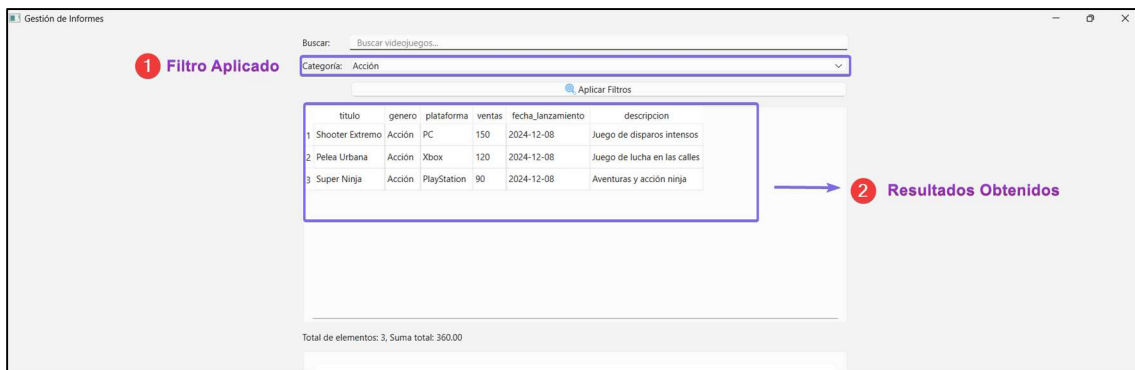 Gestión de Informes
Buscar: Buscar videojuegos...
1 Filtro Aplicado
Categoría: Acción
Aplicar Filtros
titulo genero plataforma ventas fecha_lanzamiento descripcion
1 Shooter Extremo Acción PC 150 2024-12-08 Juego de disparos intensos
2 Pelea Urbana Acción Xbox 120 2024-12-08 Juego de lucha en las calles
3 Super Ninja Acción PlayStation 90 2024-12-08 Aventuras y acción ninja
2 Resultados Obtenidos
Total de elementos: 3, Suma total: 360.00